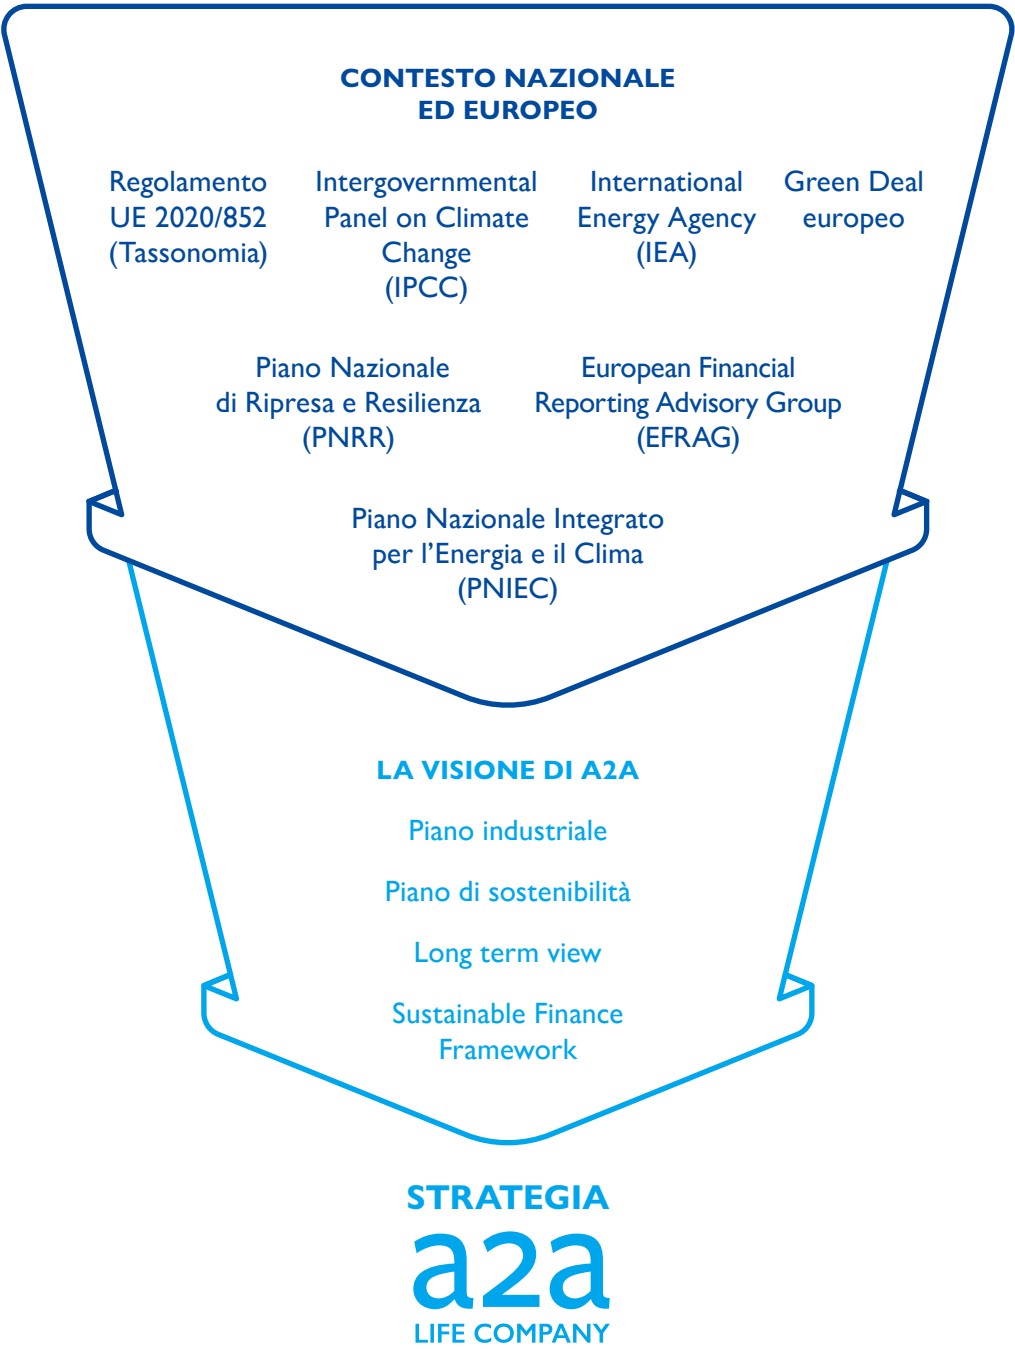 CONTESTO NAZIONALE
ED EUROPEO
Regolamento
UE 2020/852
(Tassonomia)
Intergovernmental
Panel on Climate
Change
(IPCC)
International
Energy Agency
(IEA)
Green Deal
europeo
Piano Nazionale
di Ripresa e Resilienza
(PNRR)
European Financial
Reporting Advisory Group
(EFRAG)
Piano Nazionale Integrato
per l’Energia e il Clima
(PNIEC)
LA VISIONE DI A2A
Piano industriale
Piano di sostenibilità
Long term view
Sustainable Finance
Framework
STRATEGIA
a2a
LIFE COMPANY